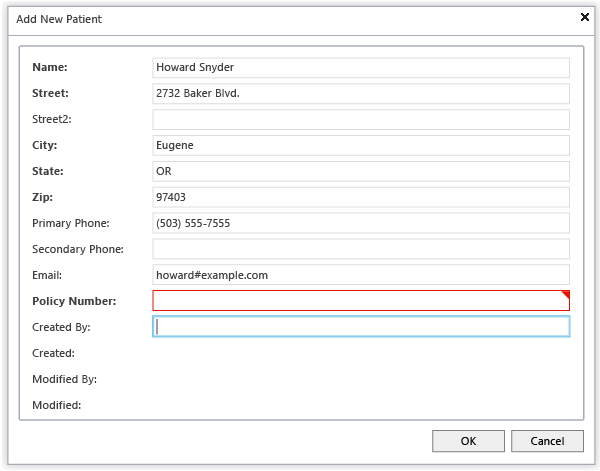 Add New Patient
Name: Howard Snyder
Street: 2732 Baker Blvd.
Street2:
City: Eugene
State: OR
Zip: 97403
Primary Phone: (503) 555-7555
Secondary Phone:
Email: howard#example.com
Policy Number:
Created By:
Created:
Modified By:
Modified:
OK Cancel